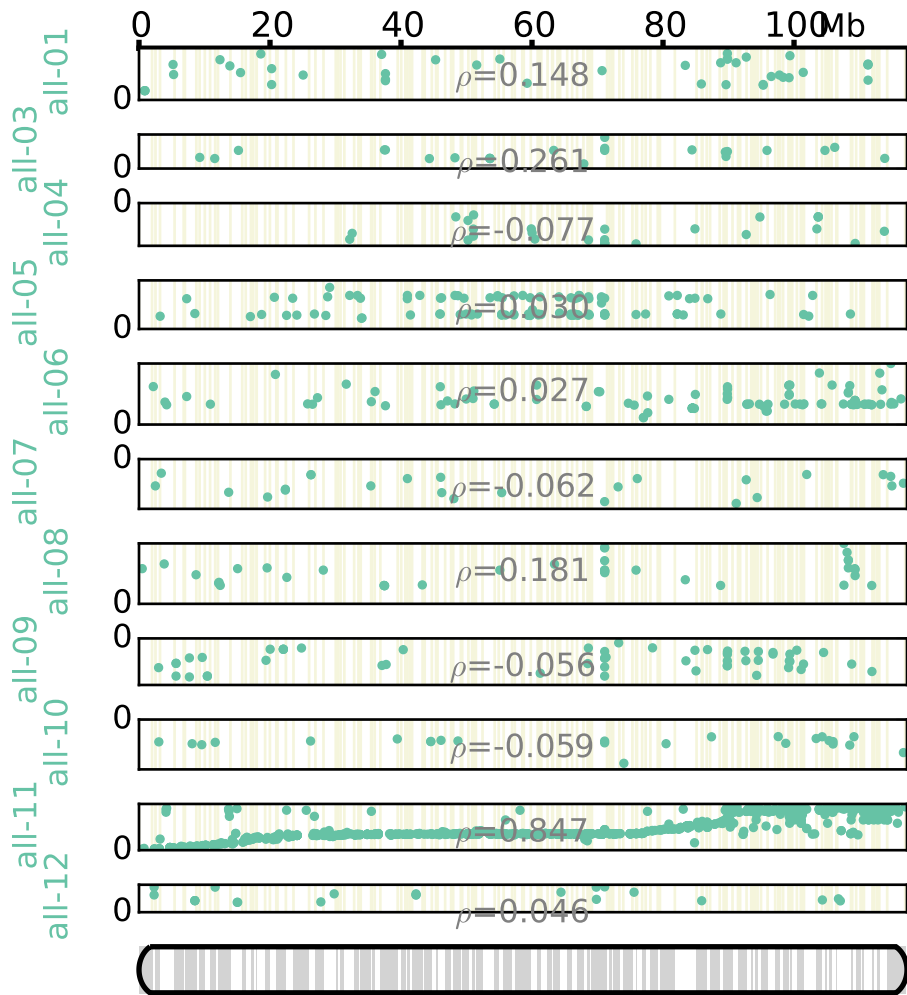 0 20 40 60 80 100Mb
all-01 0 ρ=0.148
all-03 0 ρ=0.261
all-04 0 ρ=-0.077
all-05 0 ρ=0.030
all-06 0 ρ=0.027
all-07 0 ρ=-0.062
all-08 0 ρ=0.181
all-09 0 ρ=-0.056
all-10 0 ρ=-0.059
all-11 0 ρ=0.847
all-12 0 ρ=0.046